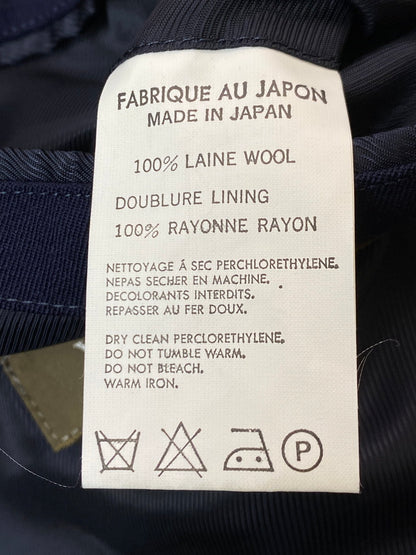 FABRIQUE AU JAPON
MADE IN JAPAN
100% LAINE WOOL
DOUBLURE LINING
100% RAYONNE RAYON
NETTOYAGE Á SEC PERCHLORETHYLENE.
NEPAS SECHER EN MACHINE.
DECOLORANTS INTERDITS.
REPASSER AU FER DOUX.
DRY CLEAN PERCLORETHYLENE.
DO NOT TUMBLE WARM.
DO NOT BLEACH.
WARM IRON.
P